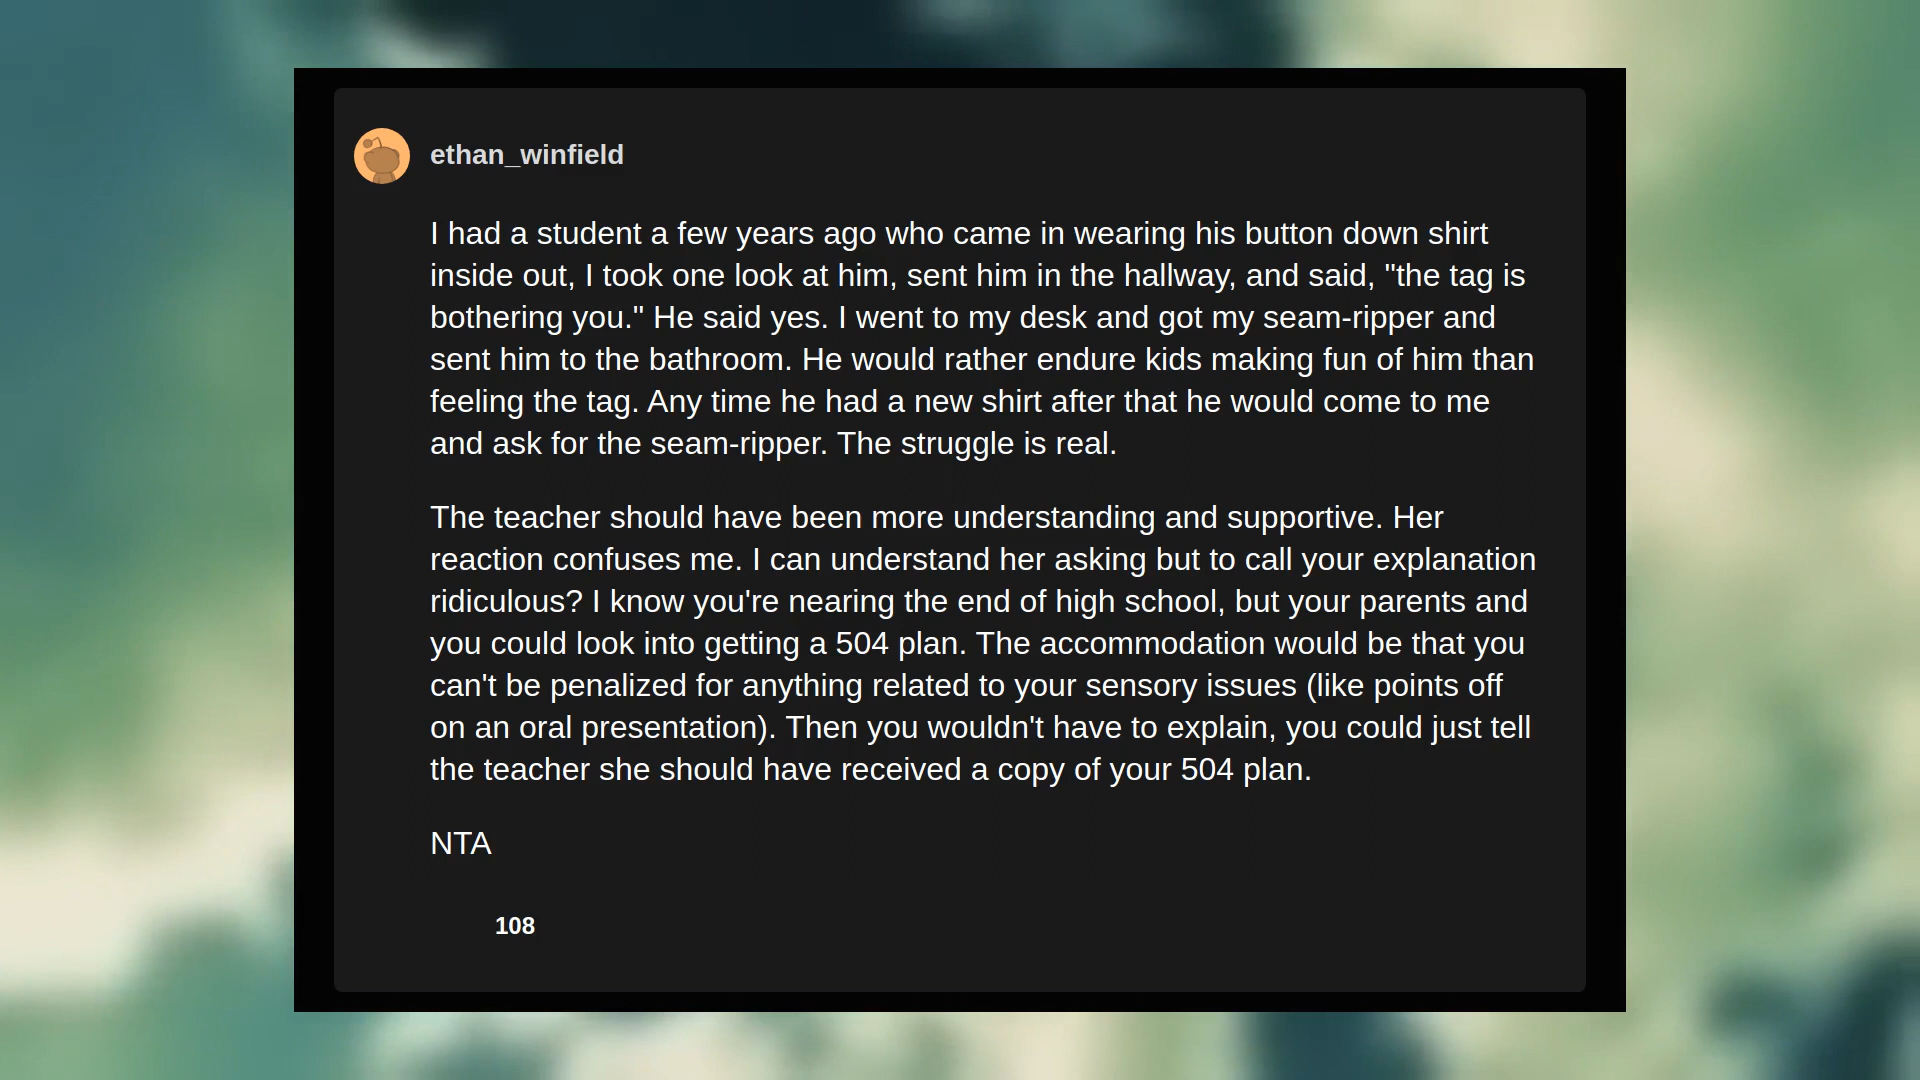 ethan_winfield
I had a student a few years ago who came in wearing his button down shirt
inside out, I took one look at him, sent him in the hallway, and said, "the tag is
bothering you." He said yes. I went to my desk and got my seam-ripper and
sent him to the bathroom. He would rather endure kids making fun of him than
feeling the tag. Any time he had a new shirt after that he would come to me
and ask for the seam-ripper. The struggle is real.
The teacher should have been more understanding and supportive. Her
reaction confuses me. I can understand her asking but to call your explanation
ridiculous? I know you're nearing the end of high school, but your parents and
you could look into getting a 504 plan. The accommodation would be that you
can't be penalized for anything related to your sensory issues (like points off
on an oral presentation). Then you wouldn't have to explain, you could just tell
the teacher she should have received a copy of your 504 plan.
NTA
108